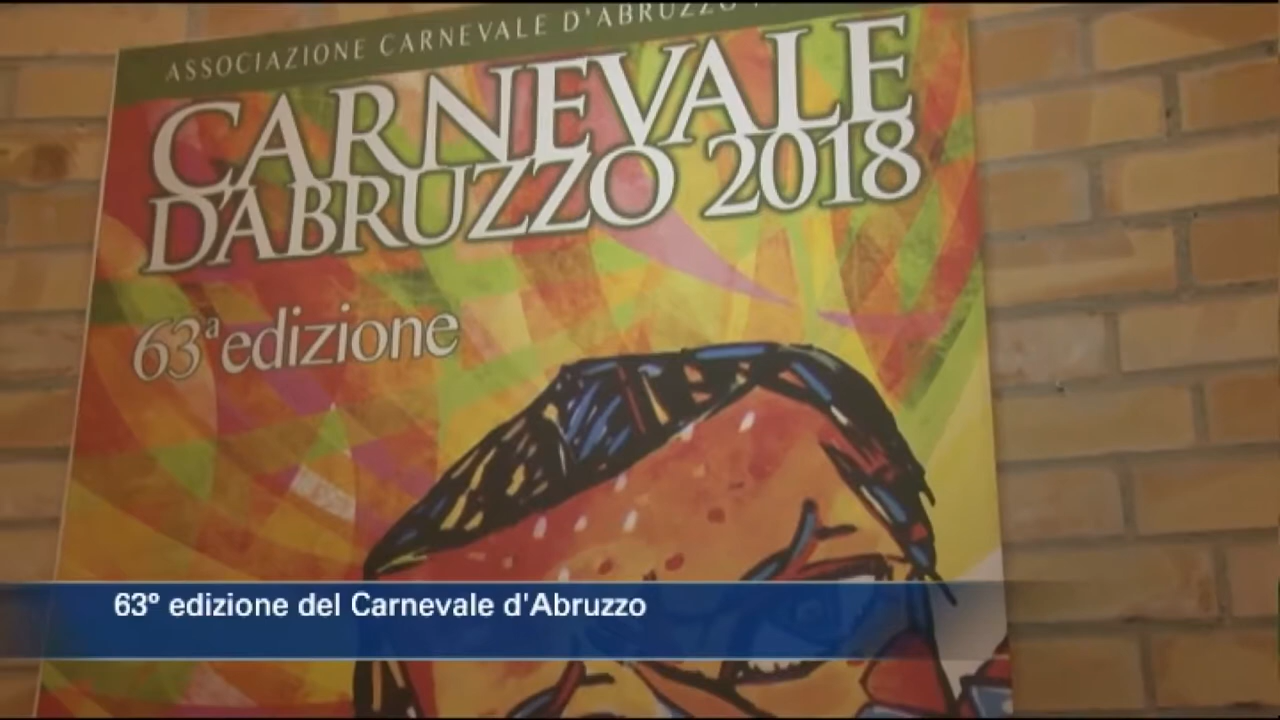 ASSOCIAZIONE CARNEVALE D'ABRUZZO
CARNEVALE
D'ABRUZZO 2018
63ª edizione
63° edizione del Carnevale d'Abruzzo